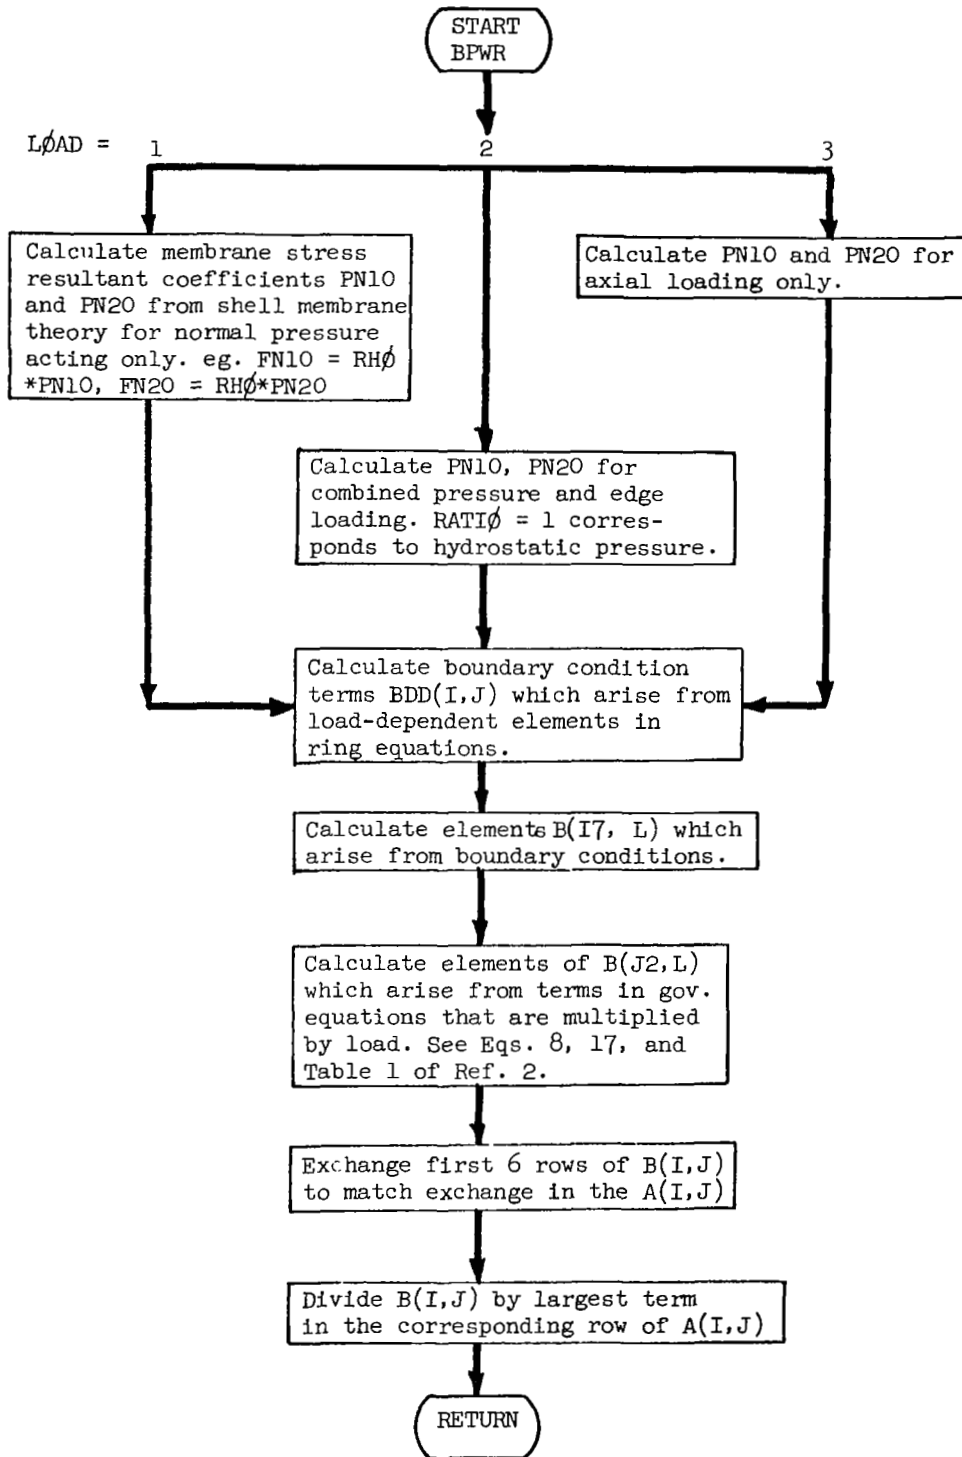 START
BPWR
LØAD = 1 2 3
Calculate membrane stress
resultant coefficients PN10
and PN20 from shell membrane
theory for normal pressure
acting only. eg. FN10 = RHØ
*PN10, FN20 = RHØ*PN20
Calculate PN10 and PN20 for
axial loading only.
Calculate PN10, PN20 for
combined pressure and edge
loading. RATIØ = 1 corres-
ponds to hydrostatic pressure.
Calculate boundary condition
terms BDD(I,J) which arise from
load-dependent elements in
ring equations.
Calculate elements B(I7, L) which
arise from boundary conditions.
Calculate elements of B(J2,L)
which arise from terms in gov.
equations that are multiplied
by load. See Eqs. 8, 17, and
Table 1 of Ref. 2.
Exchange first 6 rows of B(I,J)
to match exchange in the A(I,J)
Divide B(I,J) by largest term
in the corresponding row of A(I,J)
RETURN